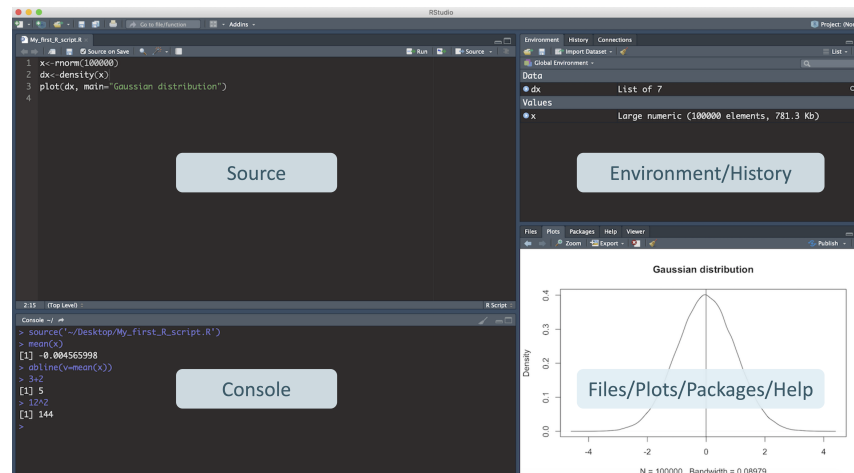 RStudio
Go to file/function
Addins
Project: (No
My_first_R_script.R
Source on Save
Run
Source
1 x<-rnorm(100000)
2 dx<-density(x)
3 plot(dx, main="Gaussian distribution")
4
Source
2:15 (Top Level)
R Script
Console ~/
> source('~/Desktop/My_first_R_script.R')
> mean(x)
[1] -0.004565998
> abline(v=mean(x))
> 3+2
[1] 5
> 12^2
[1] 144
>
Console
Environment History Connections
Import Dataset
List
Global Environment
Data
dx List of 7
Values
x Large numeric (100000 elements, 781.3 Kb)
Environment/History
Files Plots Packages Help Viewer
Zoom Export
Publish
Gaussian distribution
Density
0.4
0.3
0.2
0.1
0.0
Files/Plots/Packages/Help
-4 -2 0 2 4
N = 100000 Bandwidth = 0.08979